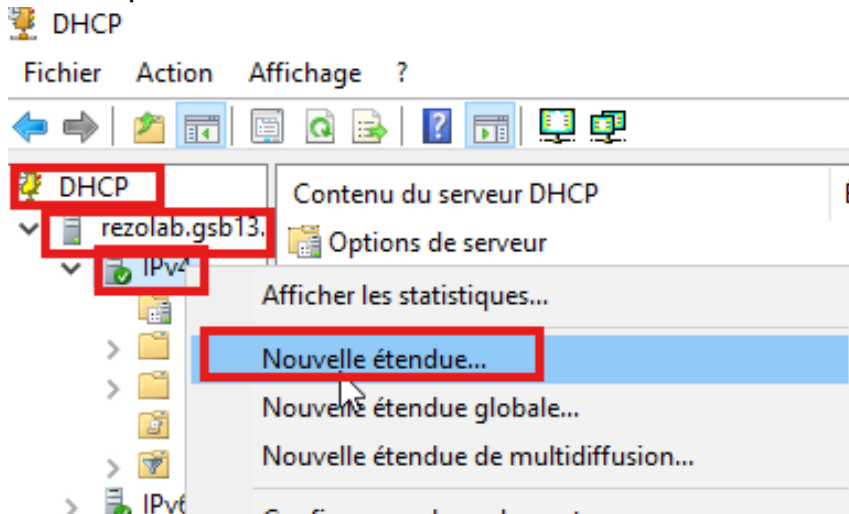 DHCP
Fichier Action Affichage ?
DHCP
Contenu du serveur DHCP
rezolab.gsb13.
Options de serveur
IPv4
Afficher les statistiques...
Nouvelle étendue...
Nouvelle étendue globale...
Nouvelle étendue de multidiffusion...
IPv6